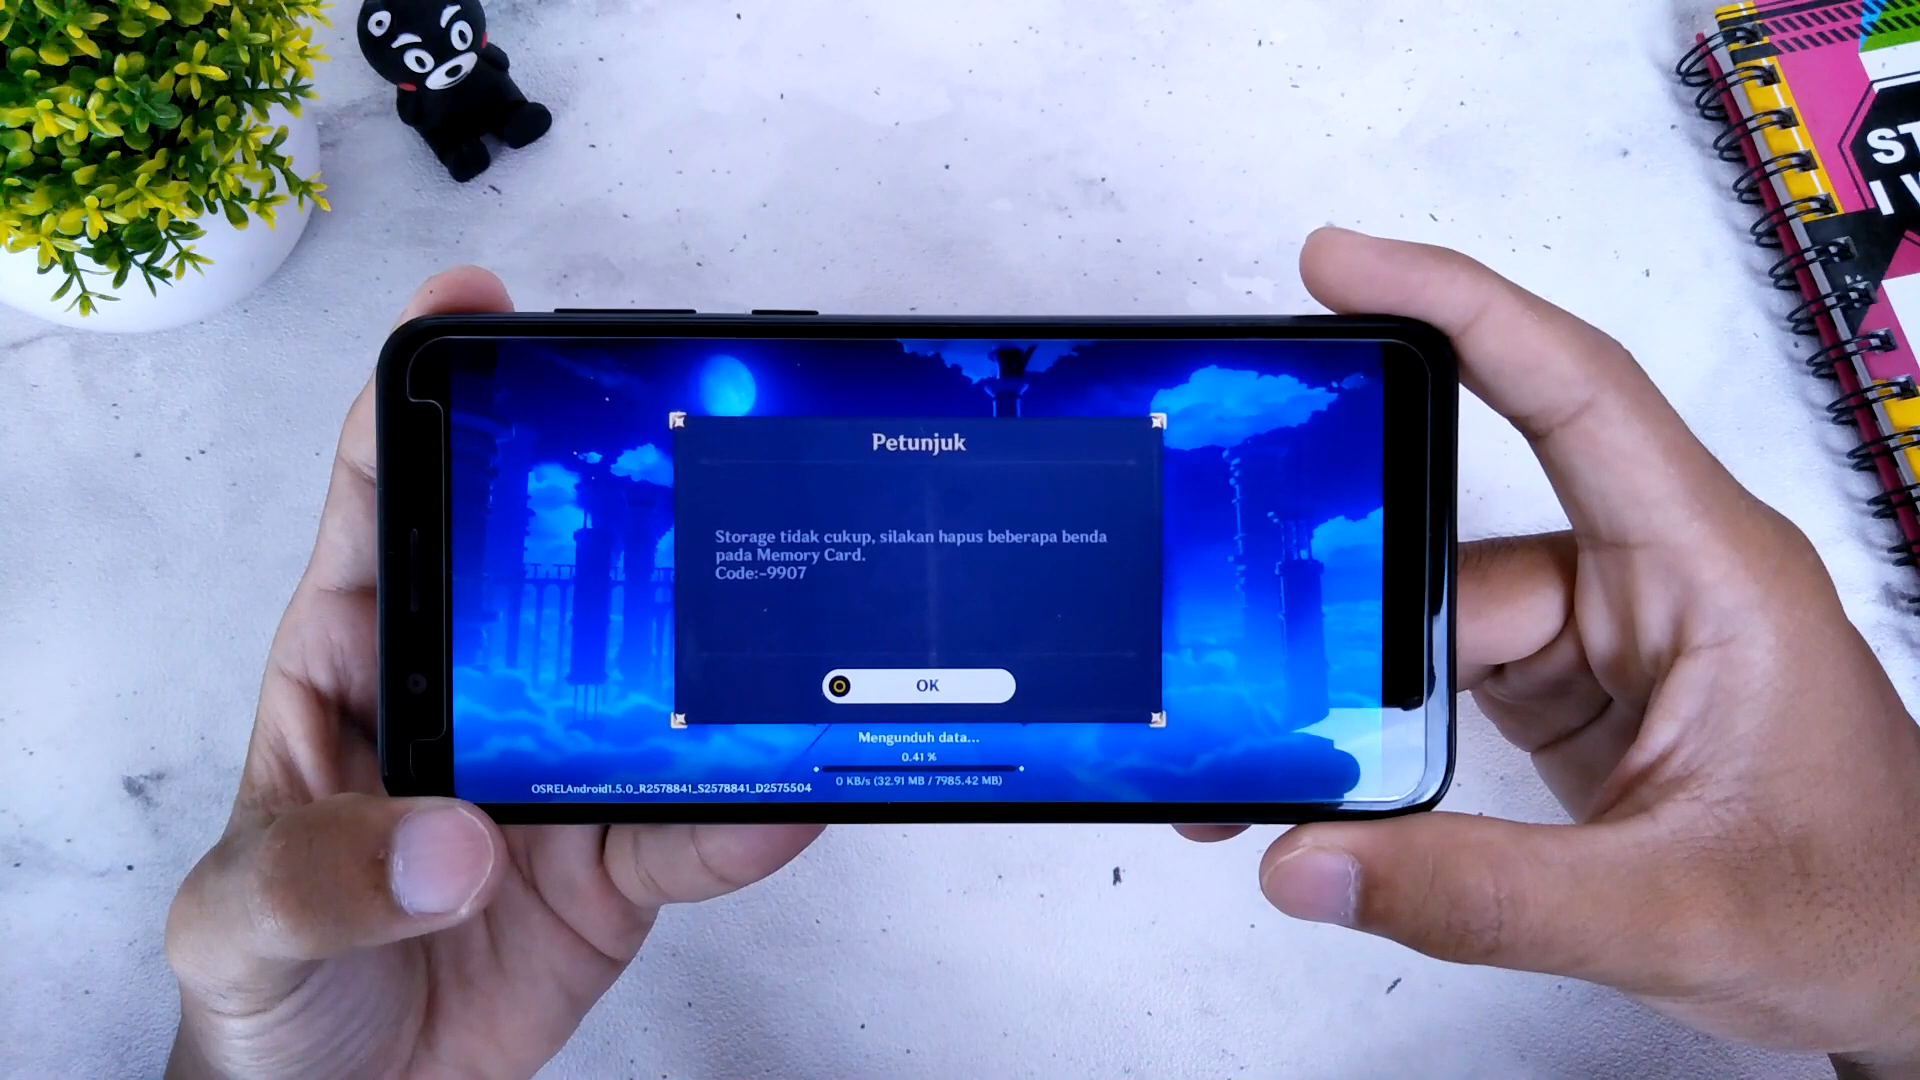 Petunjuk
Storage tidak cukup, silakan hapus beberapa benda
pada Memory Card.
Code:-9907
OK
Mengunduh data...
0.41 %
0 KB/s (32.91 MB / 7985.42 MB)
OSRELAndroid1.5.0_R2578841_S2578841_D2575504
ST
I